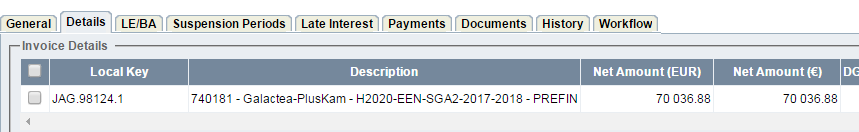 General Details LE/BA Suspension Periods Late Interest Payments Documents History Workflow
Invoice Details
Local Key Description Net Amount (EUR) Net Amount (€) DG
JAG.98124.1 740181 - Galactea-PlusKam - H2020-EEN-SGA2-2017-2018 - PREFIN 70 036.88 70 036.88